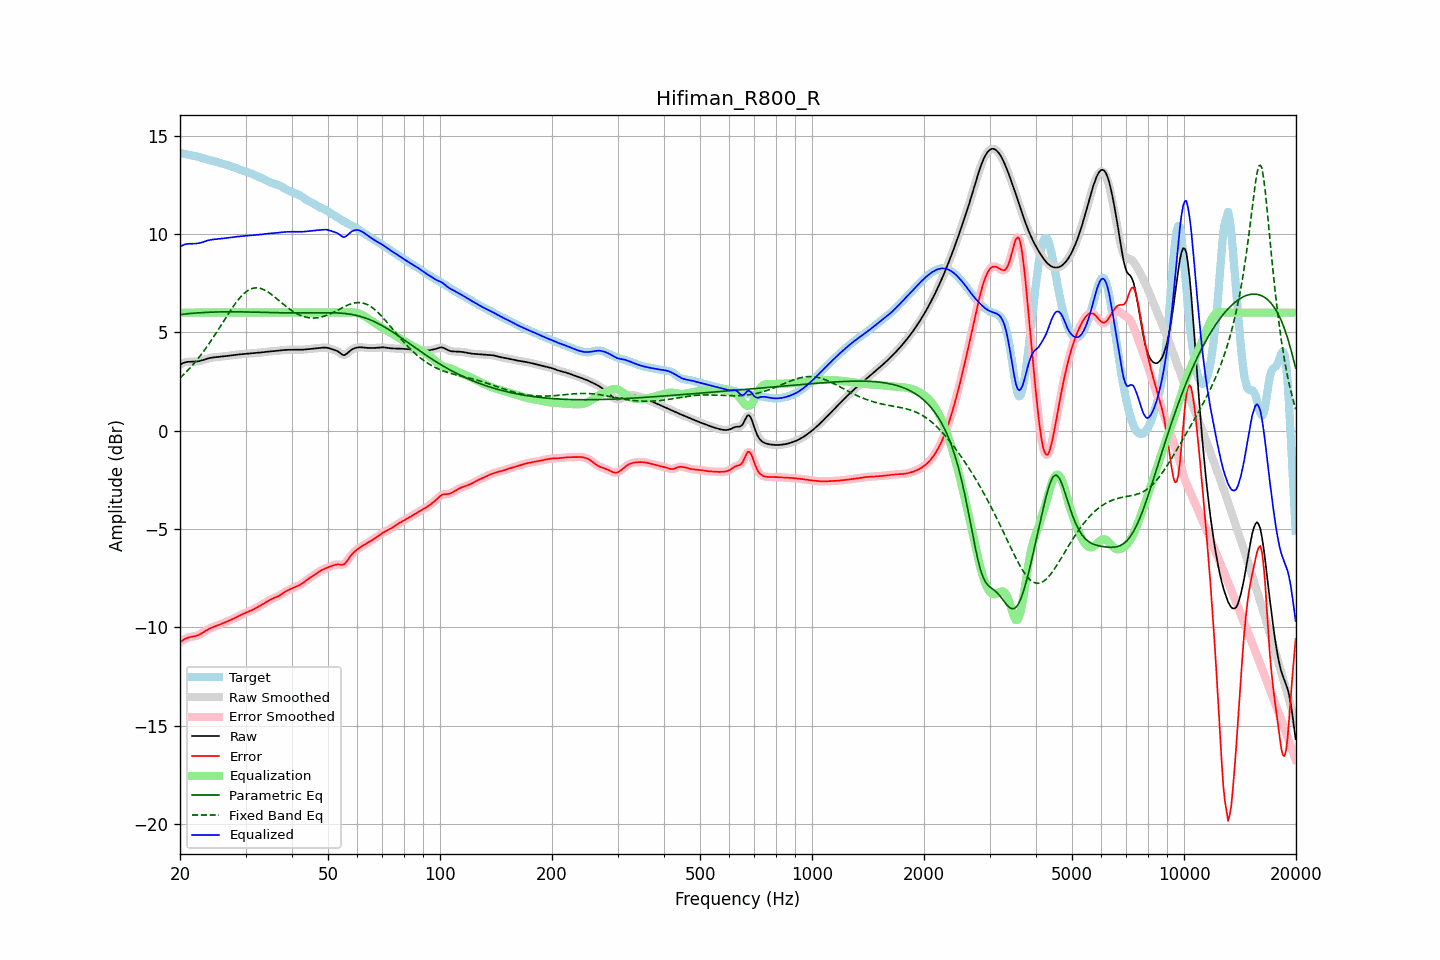 Hifiman_R800_R
15
10
5
0
−5
−10
−15
−20
Amplitude (dBr)
Target
Raw Smoothed
Error Smoothed
Raw
Error
Equalization
Parametric Eq
Fixed Band Eq
Equalized
20
50
100
200
500
1000
2000
5000
10000
20000
Frequency (Hz)